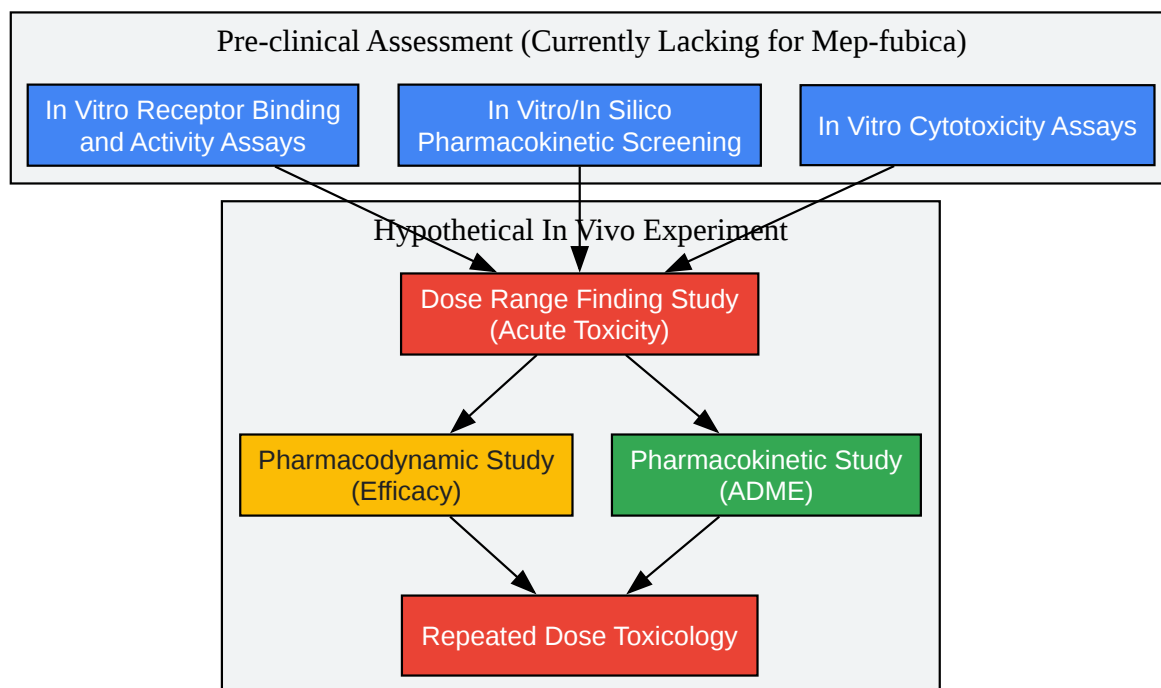 Pre-clinical Assessment (Currently Lacking for Mep-fubica)
In Vitro Receptor Binding
and Activity Assays
In Vitro/In Silico
Pharmacokinetic Screening
In Vitro Cytotoxicity Assays
Hypothetical In Vivo Experiment
Dose Range Finding Study
(Acute Toxicity)
Pharmacodynamic Study
(Efficacy)
Pharmacokinetic Study
(ADME)
Repeated Dose Toxicology